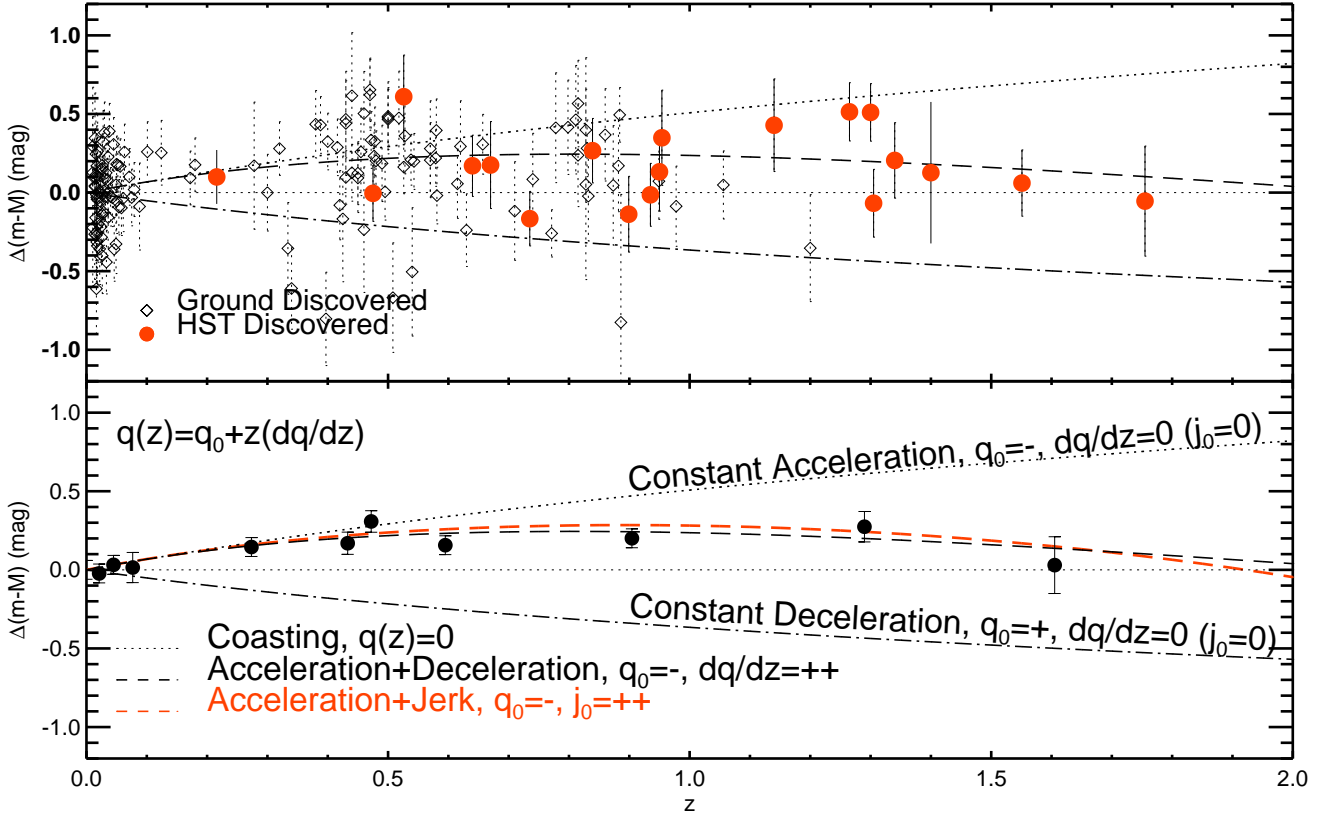 1.0
0.5
0.0
-0.5
-1.0
Δ(m-M) (mag)
Ground Discovered
HST Discovered
1.0
0.5
0.0
-0.5
-1.0
Δ(m-M) (mag)
q(z)=q₀+z(dq/dz)
Constant Acceleration, q₀=-, dq/dz=0 (j₀=0)
Constant Deceleration, q₀=+, dq/dz=0 (j₀=0)
Coasting, q(z)=0
Acceleration+Deceleration, q₀=-, dq/dz=++
Acceleration+Jerk, q₀=-, j₀=++
0.0 0.5 1.0 1.5 2.0
z